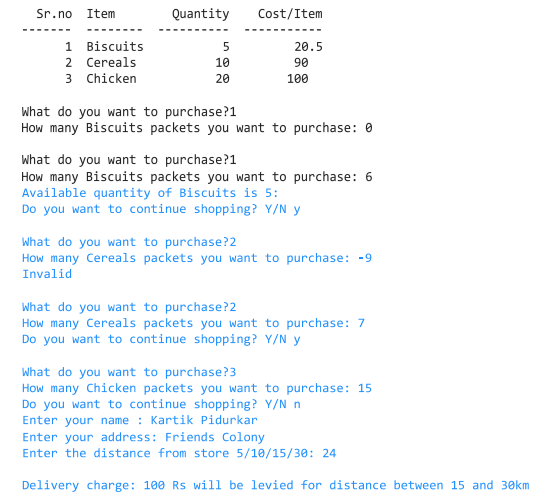 Sr.no  Item        Quantity    Cost/Item
-------  --------  ----------  -----------
1  Biscuits           5         20.5
2  Cereals           10         90
3  Chicken           20        100
What do you want to purchase?1
How many Biscuits packets you want to purchase: 0
What do you want to purchase?1
How many Biscuits packets you want to purchase: 6
Available quantity of Biscuits is 5:
Do you want to continue shopping? Y/N y
What do you want to purchase?2
How many Cereals packets you want to purchase: -9
Invalid
What do you want to purchase?2
How many Cereals packets you want to purchase: 7
Do you want to continue shopping? Y/N y
What do you want to purchase?3
How many Chicken packets you want to purchase: 15
Do you want to continue shopping? Y/N n
Enter your name : Kartik Pidurkar
Enter your address: Friends Colony
Enter the distance from store 5/10/15/30: 24
Delivery charge: 100 Rs will be levied for distance between 15 and 30km